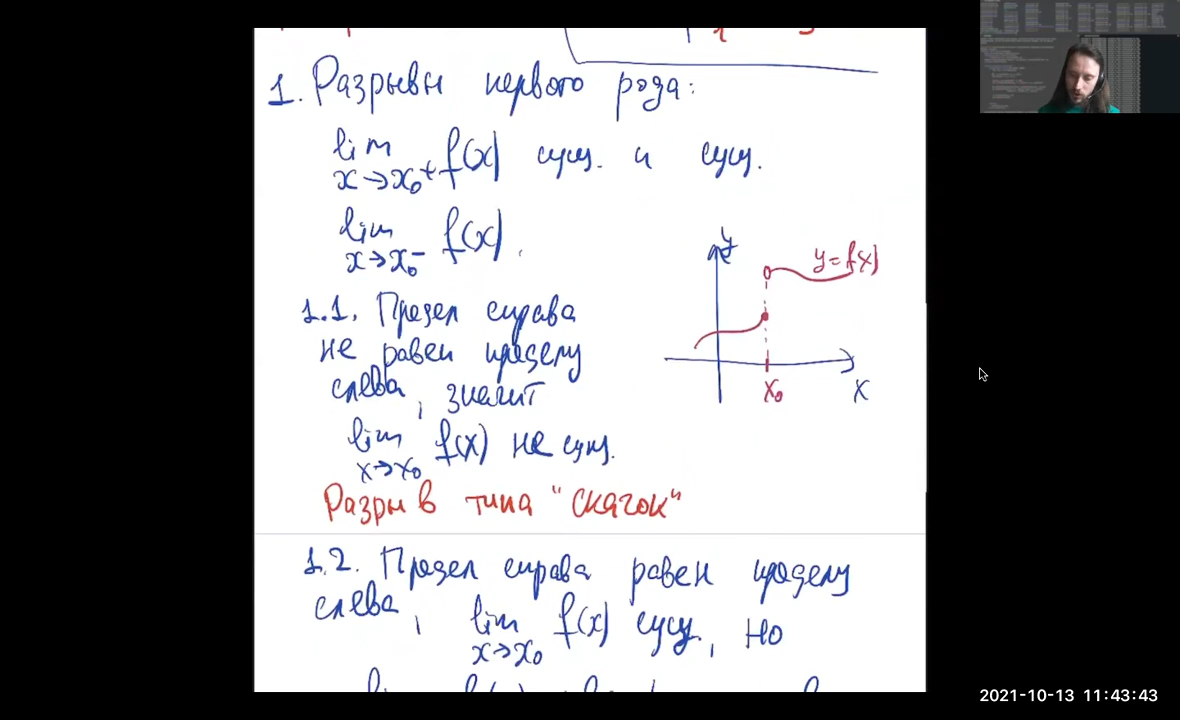 1. Разрывы первого рода:
lim f(x) сущ. и сущ.
x→x₀+
lim f(x).
x→x₀-
y
y=f(x)
1.1. Предел справа
не равен пределу
слева, значит
x₀
x
lim f(x) не сущ.
x→x₀
Разрыв типа "скачок"
1.2. Предел справа равен пределу
слева, lim f(x) сущ., но
x→x₀
2021-10-13 11:43:43